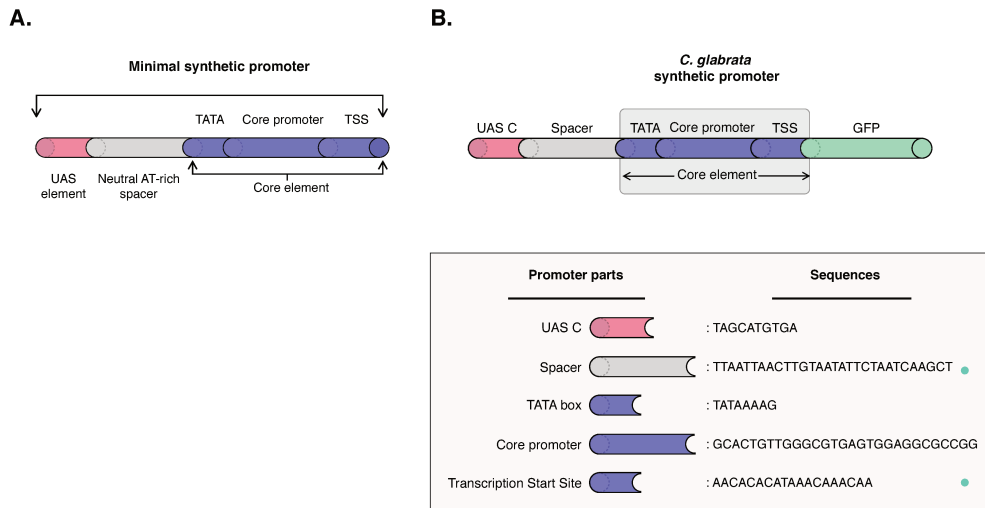 A.
Minimal synthetic promoter
TATA Core promoter TSS
UAS
element
Neutral AT-rich
spacer
Core element
B.
C. glabrata
synthetic promoter
UAS C Spacer TATA Core promoter TSS GFP
Core element
Promoter parts Sequences
UAS C : TAGCATGTGA
Spacer : TTAATTAACTTGTAATATTCTAATCAAGCT
TATA box : TATAAAAG
Core promoter : GCACTGTTGGGCGTGAGTGGAGGCGCCGG
Transcription Start Site : AACACACATAAACAAACAA